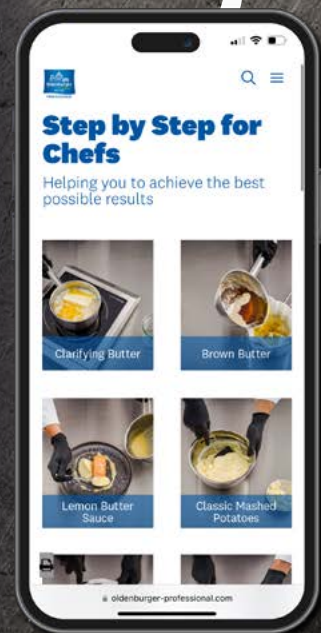 Step by Step for
Chefs
Helping you to achieve the best
possible results
Clarifying Butter
Brown Butter
Lemon Butter
Sauce
Classic Mashed
Potatoes
oldenburger-professional.com